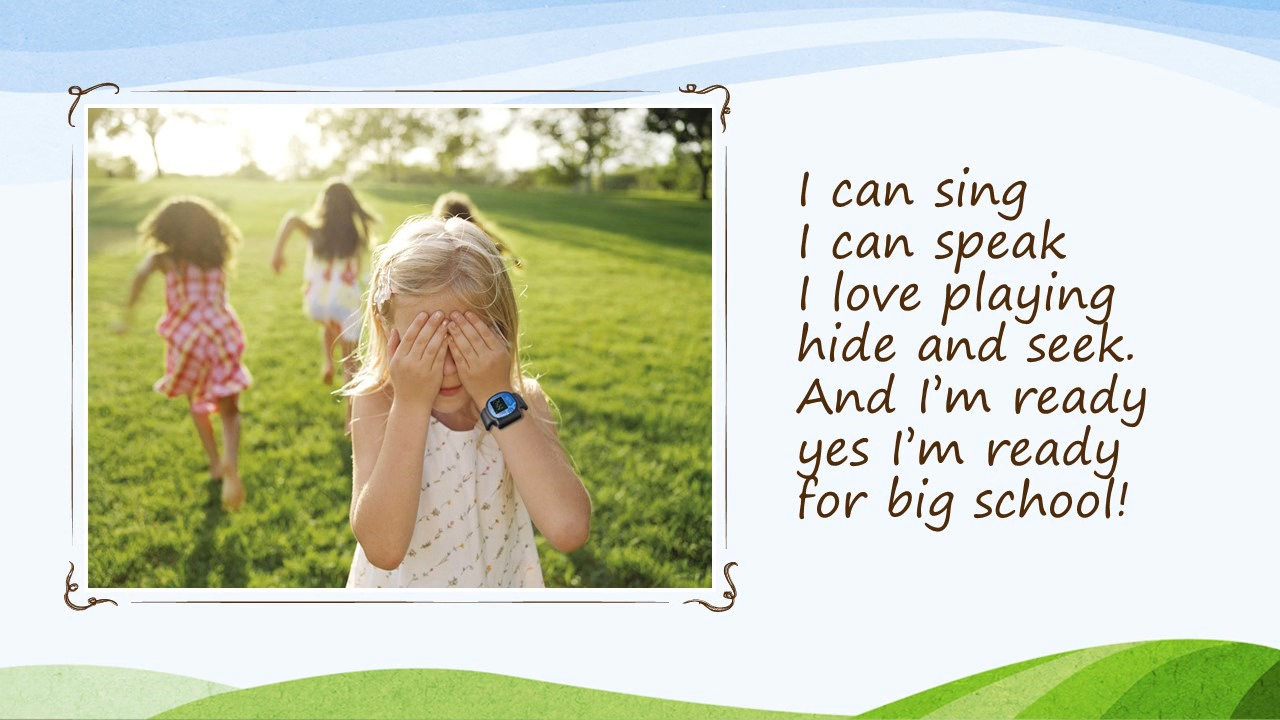 I can sing
I can speak
I love playing
hide and seek.
And I’m ready
yes I’m ready
for big school!